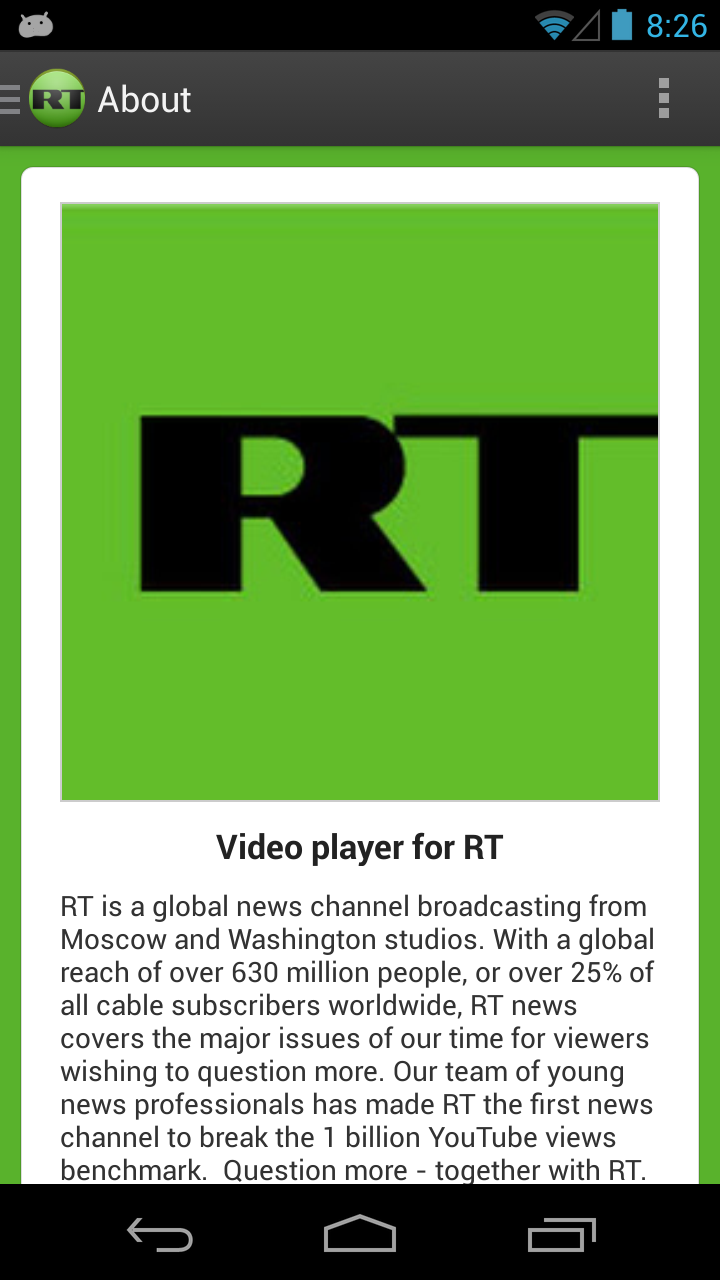 8:26
RT About
RT
Video player for RT
RT is a global news channel broadcasting from
Moscow and Washington studios. With a global
reach of over 630 million people, or over 25% of
all cable subscribers worldwide, RT news
covers the major issues of our time for viewers
wishing to question more. Our team of young
news professionals has made RT the first news
channel to break the 1 billion YouTube views
benchmark.  Question more - together with RT.